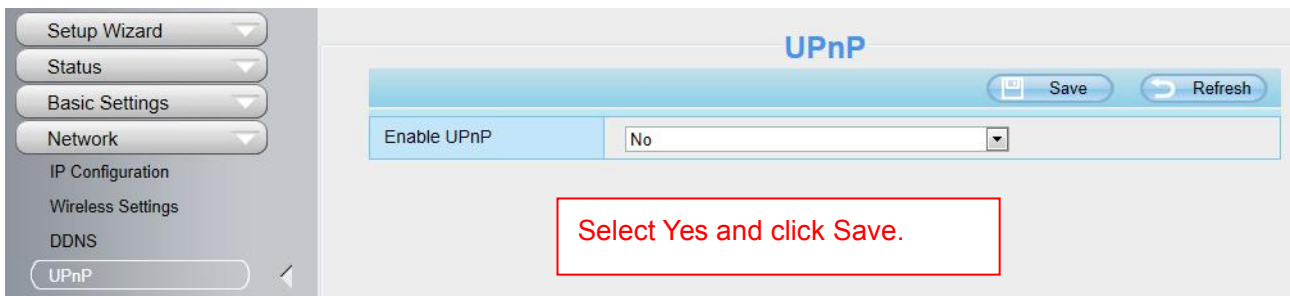 Setup Wizard
Status
Basic Settings
Network
IP Configuration
Wireless Settings
DDNS
UPnP
UPnP
Save Refresh
Enable UPnP No
Select Yes and click Save.